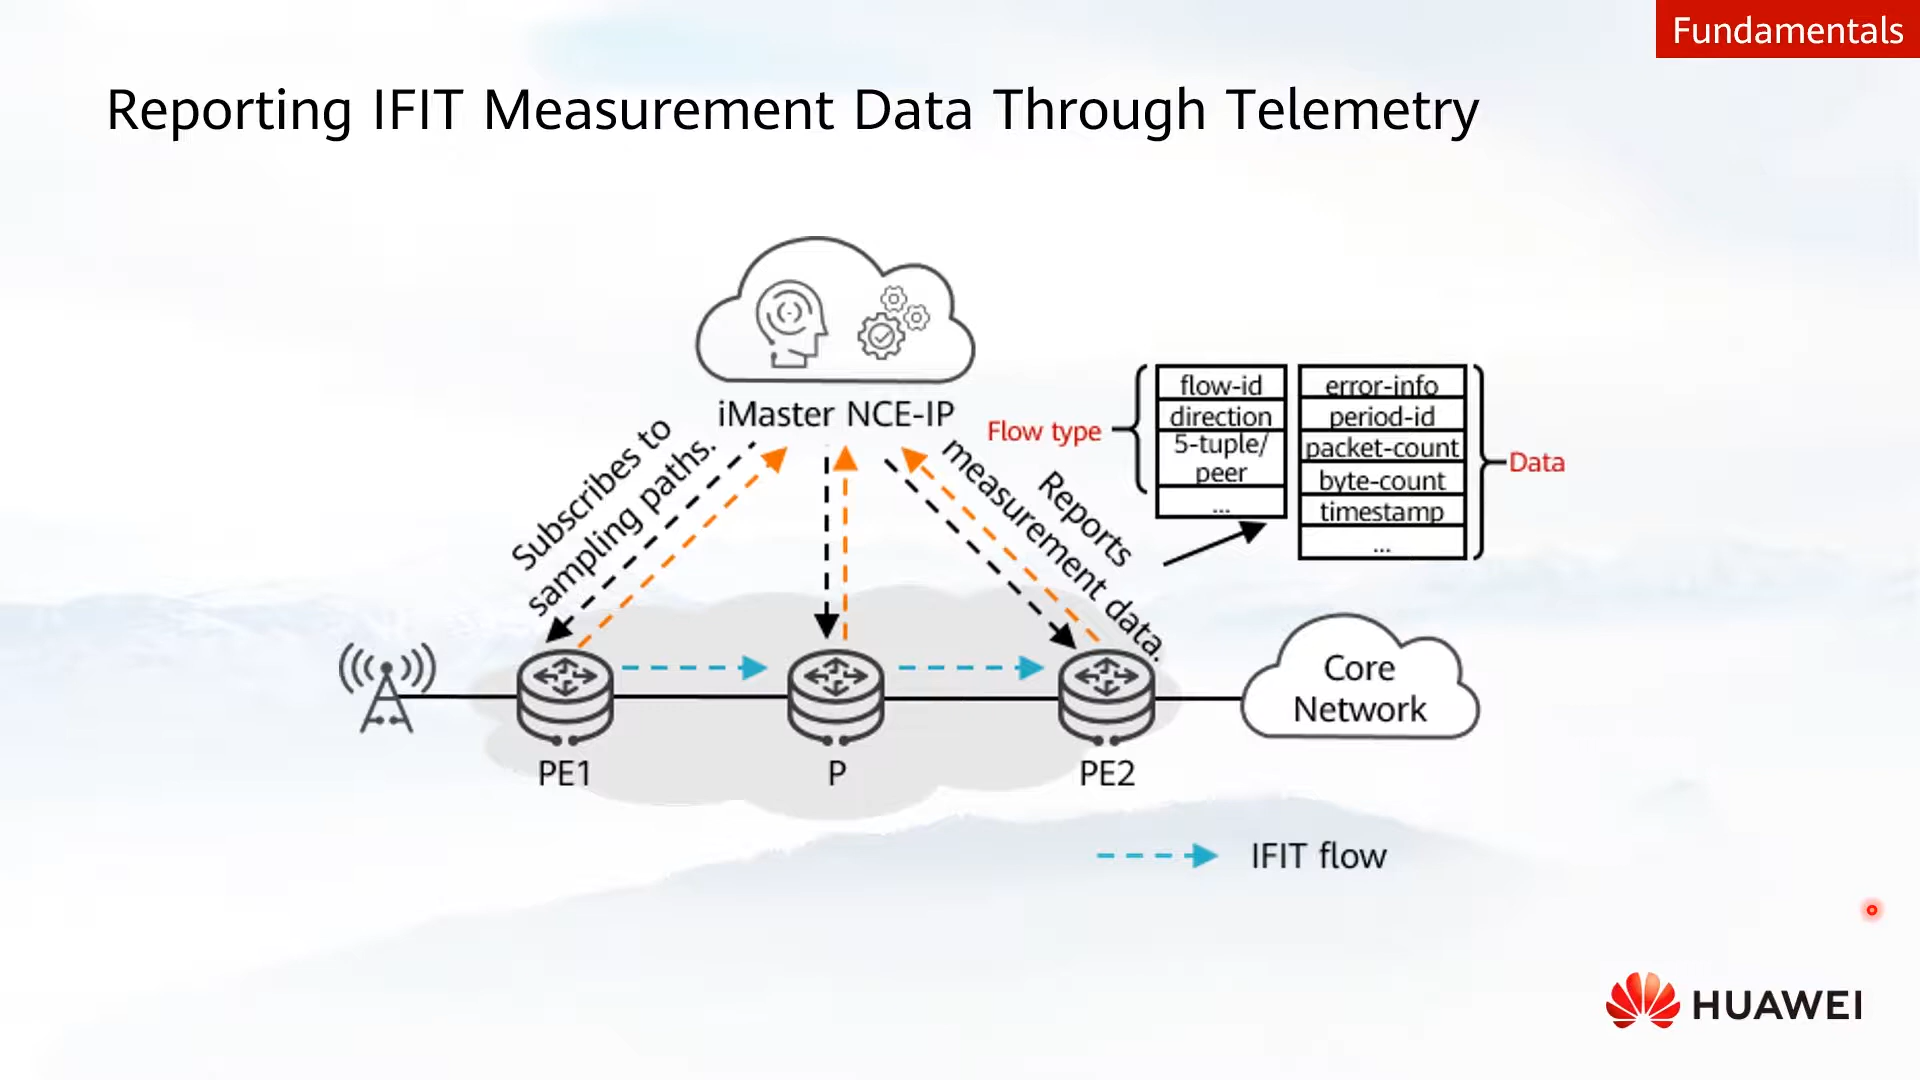 Fundamentals
Reporting IFIT Measurement Data Through Telemetry
iMaster NCE-IP
Subscribes to
sampling paths.
Reports
measurement data.
Flow type
flow-id
direction
5-tuple/
peer
...
error-info
period-id
packet-count
byte-count
timestamp
...
Data
Core
Network
PE1
P
PE2
IFIT flow
HUAWEI